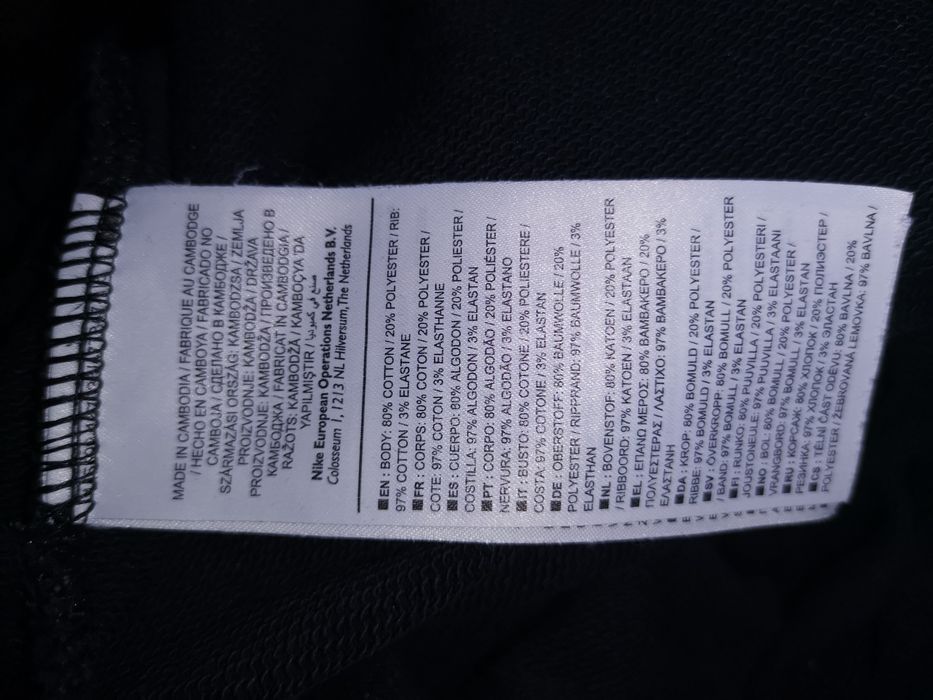 MADE IN CAMBODIA / FABRIQUE AU CAMBODGE
/ HECHO EN CAMBOYA / FABRICADO NO
CAMBOJA / СДЕЛАНО В КАМБОДЖЕ /
SZÁRMAZÁSI ORSZÁG: KAMBODZSA / ZEMLJA
PROIZVODNJE: KAMBODŽA / DRŽAVA
PROIZVODNJE: KAMBODŽA / ПРОИЗВЕДЕНО В
КАМБОДЖА / FABRICAT IN CAMBODGIA /
RAŽOTS: KAMBODŽĀ / KAMBOÇYA DA
YAPILMIŞTIR / صنع في كمبوديا
Nike European Operations Netherlands B.V.
Colosseum 1, 1213 NL Hilversum, The Netherlands
EN : BODY: 80% COTTON / 20% POLYESTER / RIB:
97% COTTON / 3% ELASTANE
FR : CORPS: 80% COTON / 20% POLYESTER /
COTE: 97% COTON / 3% ELASTHANNE
ES : CUERPO: 80% ALGODON / 20% POLIESTER /
COSTILLA: 97% ALGODON / 3% ELASTAN
PT : CORPO: 80% ALGODÃO / 20% POLIÉSTER /
NERVURA: 97% ALGODÃO / 3% ELASTANO
IT : BUSTO: 80% COTONE / 20% POLIESTERE /
COSTA: 97% COTONE / 3% ELASTAN
DE : OBERSTOFF: 80% BAUMWOLLE / 20%
POLYESTER / RIPPRAND: 97% BAUMWOLLE / 3%
ELASTHAN
NL : BOVENSTOF: 80% KATOEN / 20% POLYESTER
/ RIBBOORD: 97% KATOEN / 3% ELASTAAN
EL : ΕΠΑΝΩ ΜΕΡΟΣ: 80% ΒΑΜΒΑΚΕΡΟ / 20%
ΠΟΛΥΕΣΤΕΡΑΣ / ΛΑΣΤΙΧΟ: 97% ΒΑΜΒΑΚΕΡΟ / 3%
ΕΛΑΣΤΑΝΗ
DA : KROP: 80% BOMULD / 20% POLYESTER /
RIBBE: 97% BOMULD / 3% ELASTAN
SV : ÖVERKROPP: 80% BOMULL / 20% POLYESTER
/ BAND: 97% BOMULL / 3% ELASTAN
FI : RUNKO: 80% PUUVILLA / 20% POLYESTERI /
JOUSTONEULE: 97% PUUVILLA / 3% ELASTAANI
NO : BOL: 80% BOMULL / 20% POLYESTER /
VRANGBORD: 97% BOMULL / 3% ELASTAN
RU : КОРСАЖ: 80% ХЛОПОК / 20% ПОЛИЭСТЕР /
РЕЗИНКА: 97% ХЛОПОК / 3% ЭЛАСТАН
CS : TĚLNÍ ČÁST ODĚVU: 80% BAVLNA / 20%
POLYESTER / ŽEBROVANÁ LEMOVKA: 97% BAVLNA /